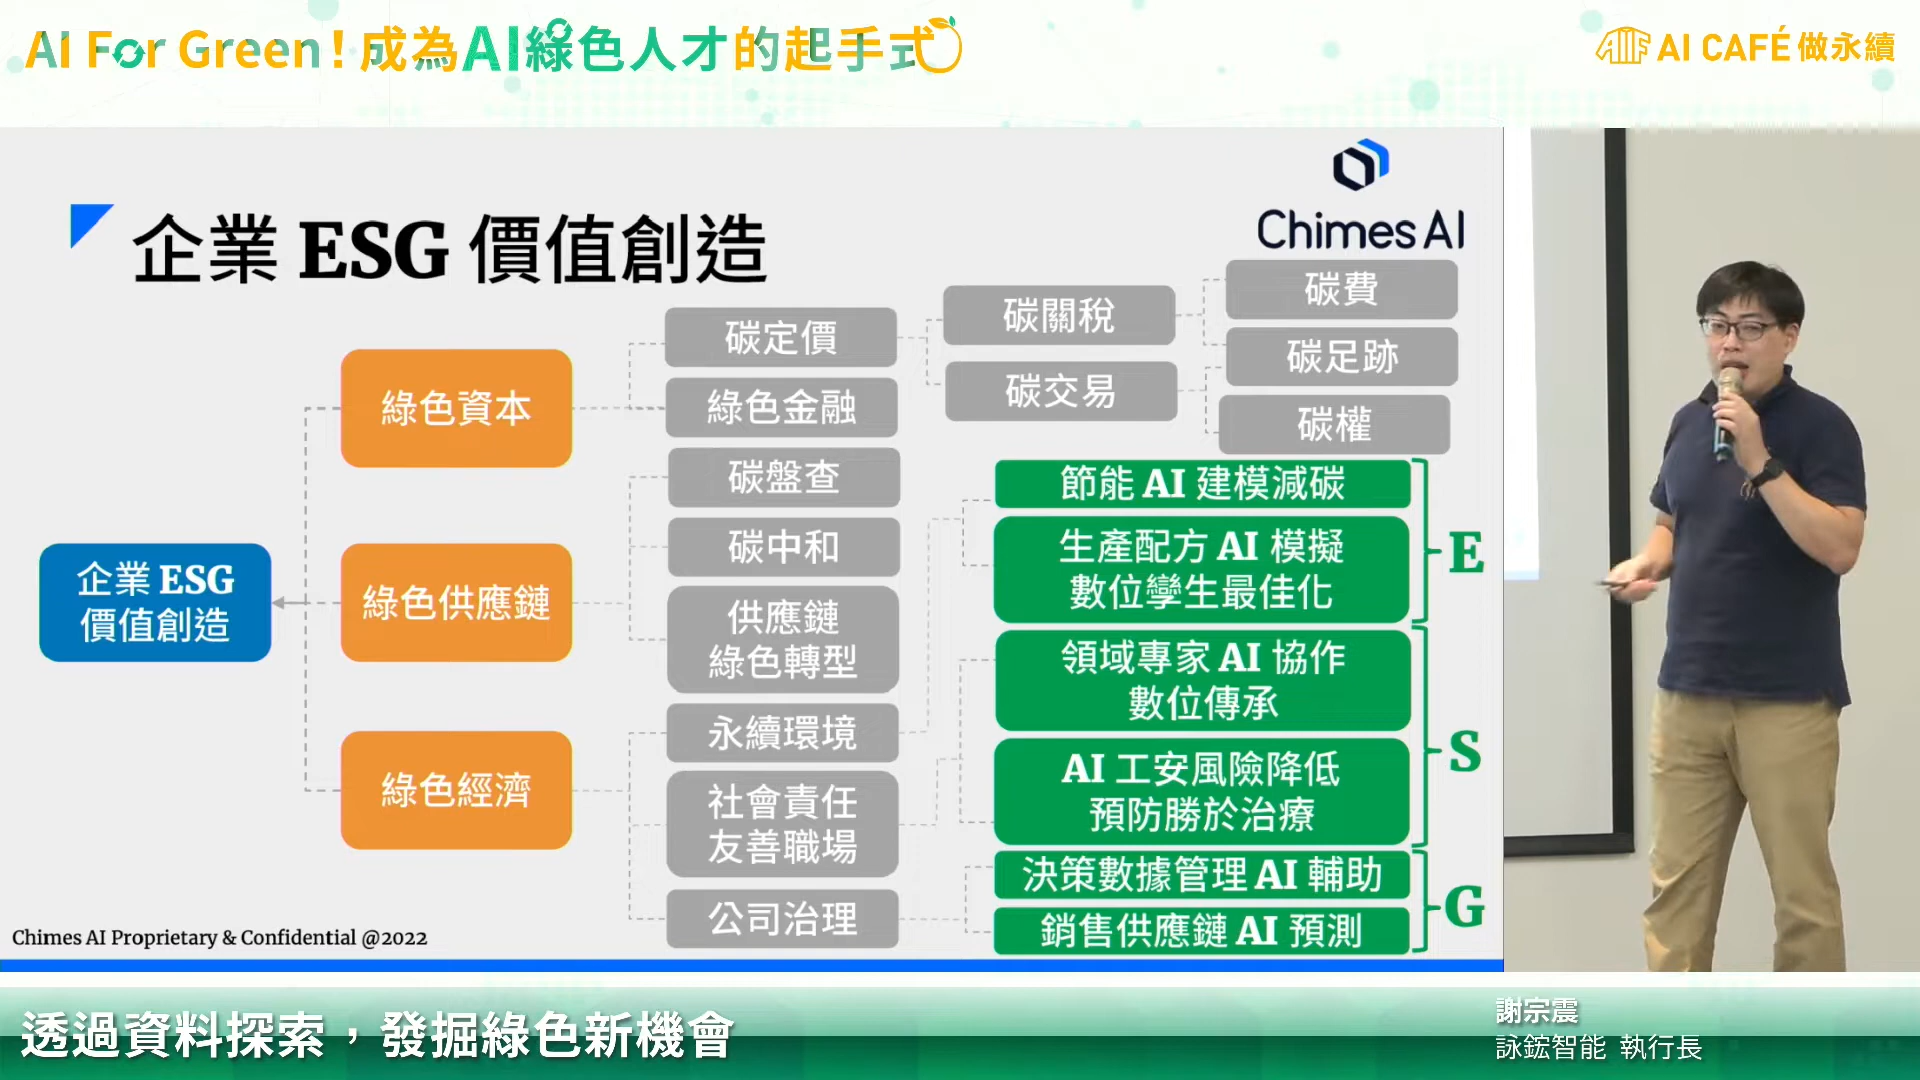 AI For Green！成為AI綠色人才的起手式
AIF AI CAFÉ 做永續
Chimes AI
企業 ESG 價值創造
碳定價
碳關稅
碳費
綠色資本
綠色金融
碳交易
碳足跡
碳權
碳盤查
節能 AI 建模減碳
碳中和
生產配方 AI 模擬
數位孿生最佳化
E
企業 ESG
價值創造
綠色供應鏈
供應鏈
綠色轉型
領域專家 AI 協作
數位傳承
永續環境
AI 工安風險降低
預防勝於治療
S
綠色經濟
社會責任
友善職場
決策數據管理 AI 輔助
公司治理
銷售供應鏈 AI 預測
G
Chimes AI Proprietary & Confidential @2022
透過資料探索，發掘綠色新機會
謝宗震
詠鋐智能 執行長